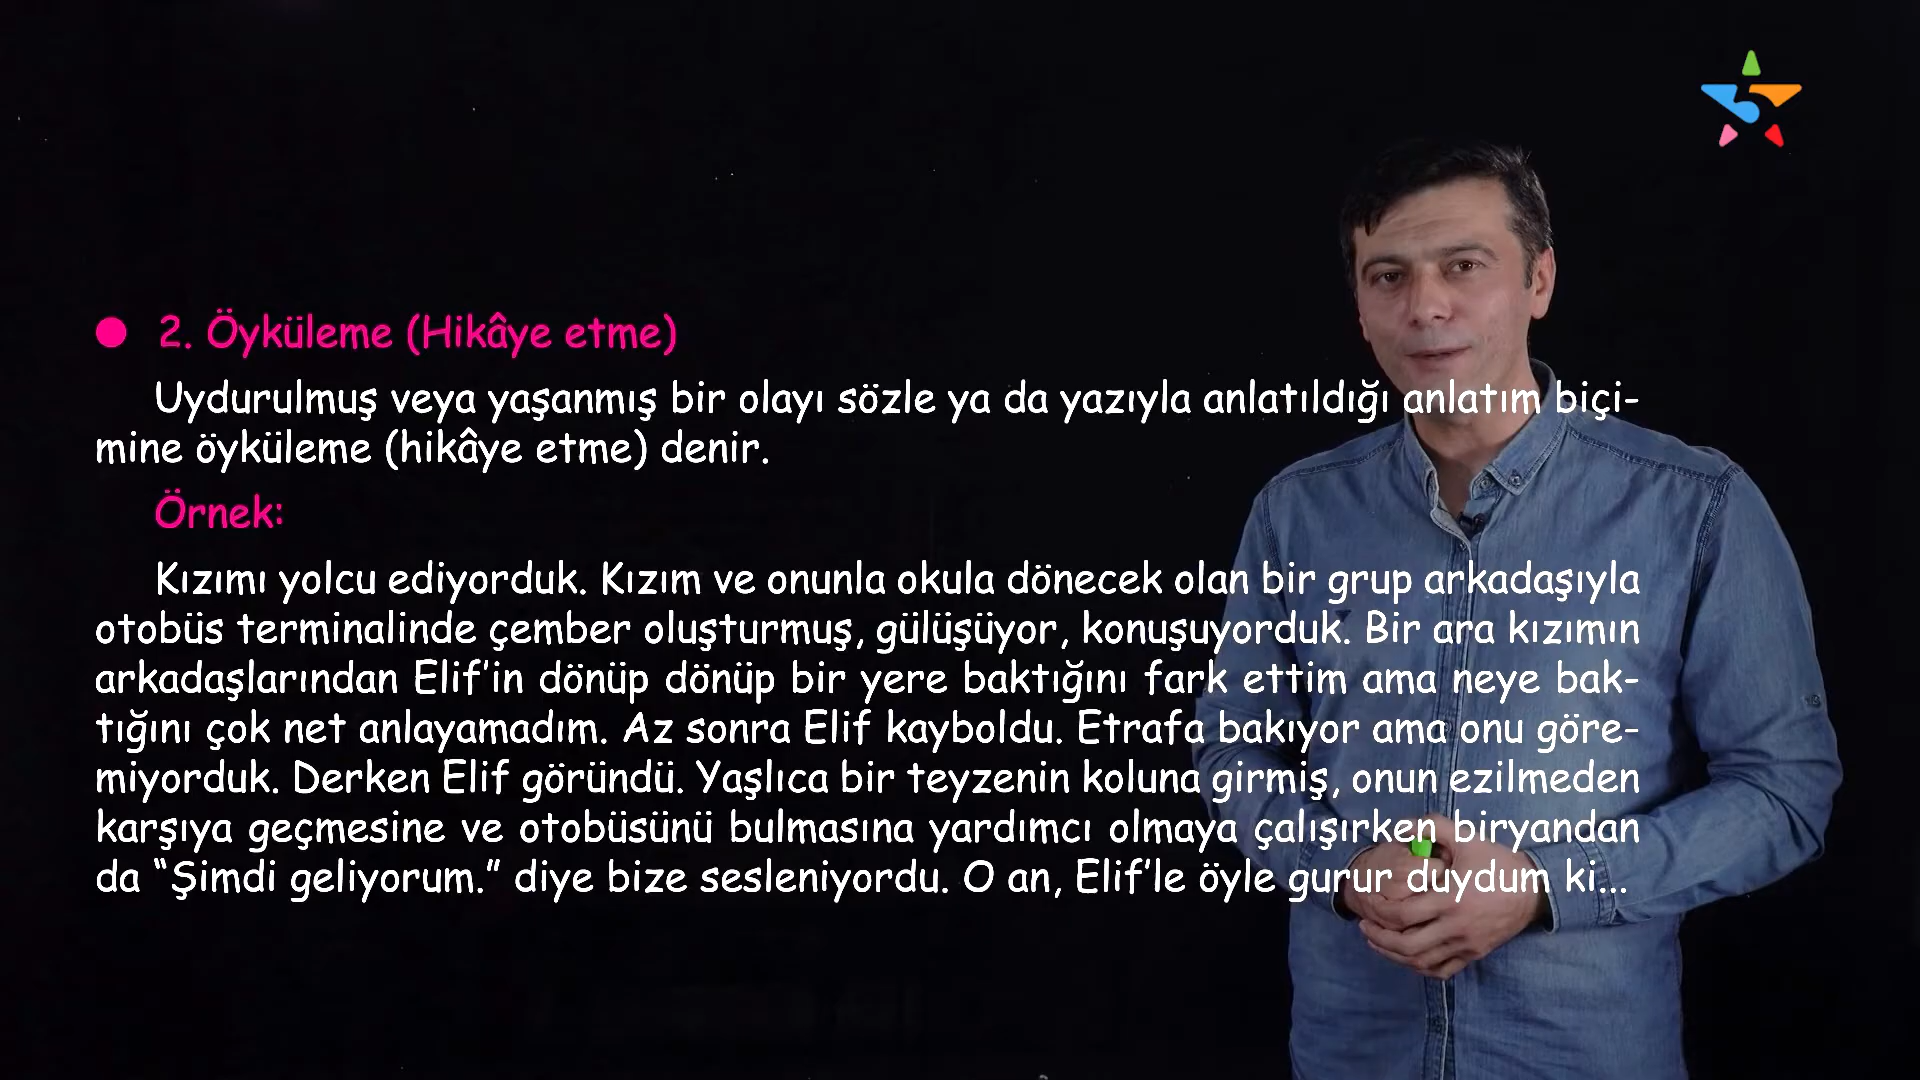 2. Öyküleme (Hikâye etme)
Uydurulmuş veya yaşanmış bir olayı sözle ya da yazıyla anlatıldığı anlatım biçi-
mine öyküleme (hikâye etme) denir.
Örnek:
Kızımı yolcu ediyorduk. Kızım ve onunla okula dönecek olan bir grup arkadaşıyla
otobüs terminalinde çember oluşturmuş, gülüşüyor, konuşuyorduk. Bir ara kızımın
arkadaşlarından Elif'in dönüp dönüp bir yere baktığını fark ettim ama neye bak-
tığını çok net anlayamadım. Az sonra Elif kayboldu. Etrafa bakıyor ama onu göre-
miyorduk. Derken Elif göründü. Yaşlıca bir teyzenin koluna girmiş, onun ezilmeden
karşıya geçmesine ve otobüsünü bulmasına yardımcı olmaya çalışırken biryandan
da “Şimdi geliyorum.” diye bize sesleniyordu. O an, Elif'le öyle gurur duydum ki...